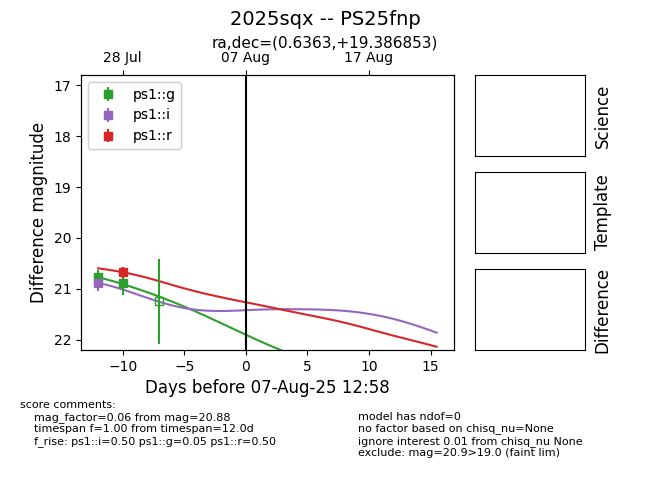 2025sqx -- PS25fnp
ra,dec=(0.6363,+19.386853)
28 Jul 07 Aug 17 Aug
ps1::g
ps1::i
ps1::r
17
18
19
20
21
22
Difference magnitude
−10 −5 0 5 10 15
Days before 07-Aug-25 12:58
Science
Template
Difference
score comments:
mag_factor=0.06 from mag=20.88
timespan f=1.00 from timespan=12.0d
f_rise: ps1::i=0.50 ps1::g=0.05 ps1::r=0.50
model has ndof=0
no factor based on chisq_nu=None
ignore interest 0.01 from chisq_nu None
exclude: mag=20.9>19.0 (faint lim)